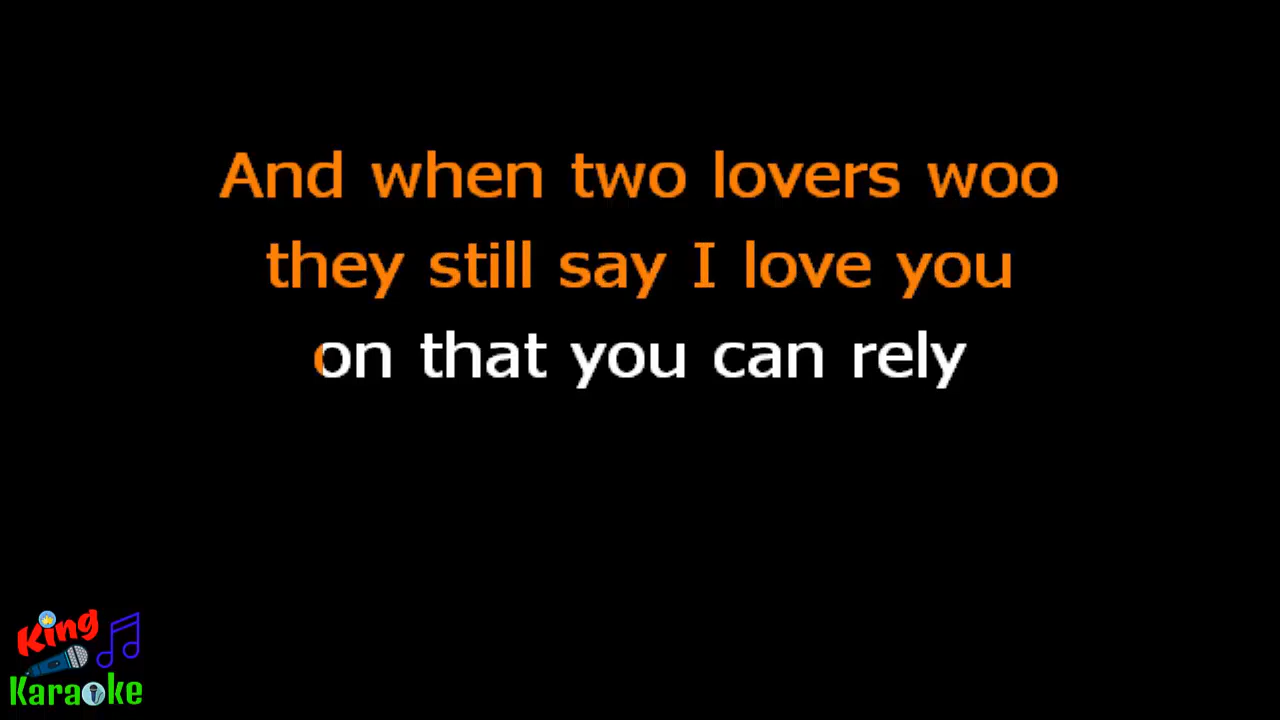 And when two lovers woo
they still say I love you
on that you can rely
King
Karaoke